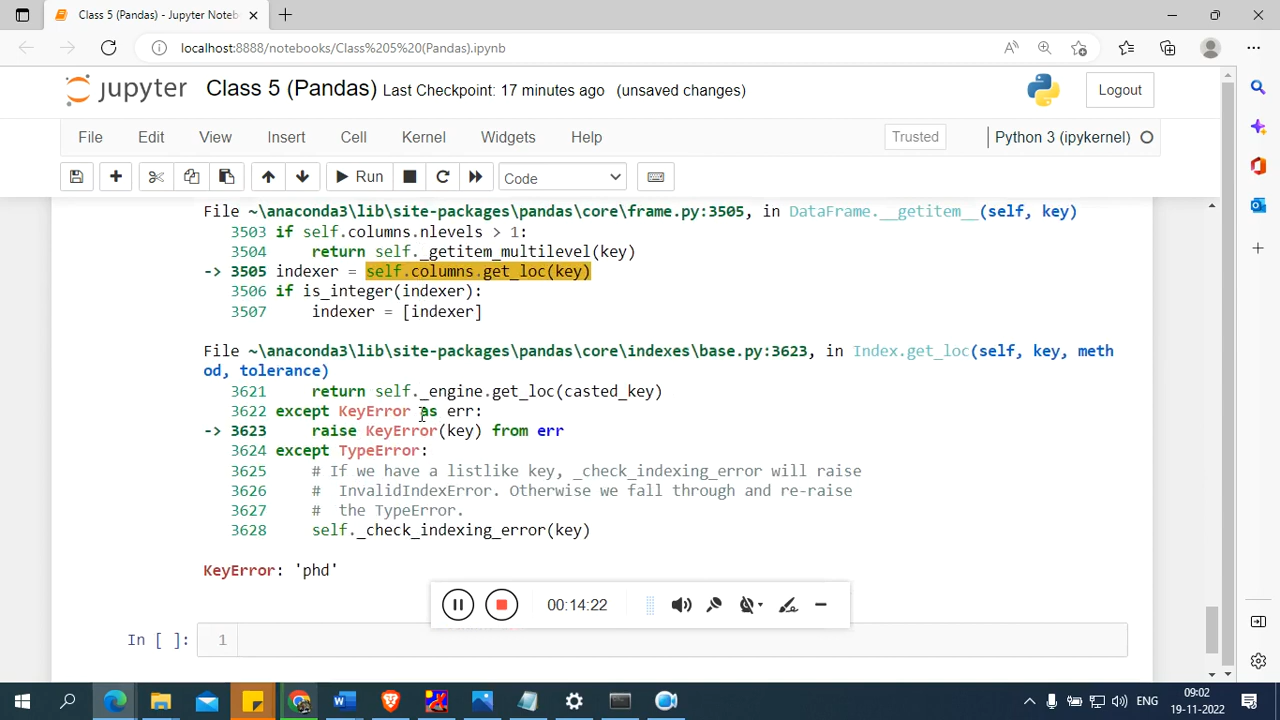 Class 5 (Pandas) - Jupyter Noteb
localhost:8888/notebooks/Class%205%20(Pandas).ipynb
jupyter Class 5 (Pandas) Last Checkpoint: 17 minutes ago (unsaved changes)
Logout
File Edit View Insert Cell Kernel Widgets Help
Trusted
Python 3 (ipykernel)
Run
Code
File ~\anaconda3\lib\site-packages\pandas\core\frame.py:3505, in DataFrame.__getitem__(self, key)
3503 if self.columns.nlevels > 1:
3504     return self._getitem_multilevel(key)
-> 3505 indexer = self.columns.get_loc(key)
3506 if is_integer(indexer):
3507     indexer = [indexer]
File ~\anaconda3\lib\site-packages\pandas\core\indexes\base.py:3623, in Index.get_loc(self, key, meth
od, tolerance)
3621     return self._engine.get_loc(casted_key)
3622 except KeyError as err:
-> 3623     raise KeyError(key) from err
3624 except TypeError:
3625     # If we have a listlike key, _check_indexing_error will raise
3626     #  InvalidIndexError. Otherwise we fall through and re-raise
3627     #  the TypeError.
3628     self._check_indexing_error(key)
KeyError: 'phd'
00:14:22
In [ ]: 1
ENG
09:02
19-11-2022